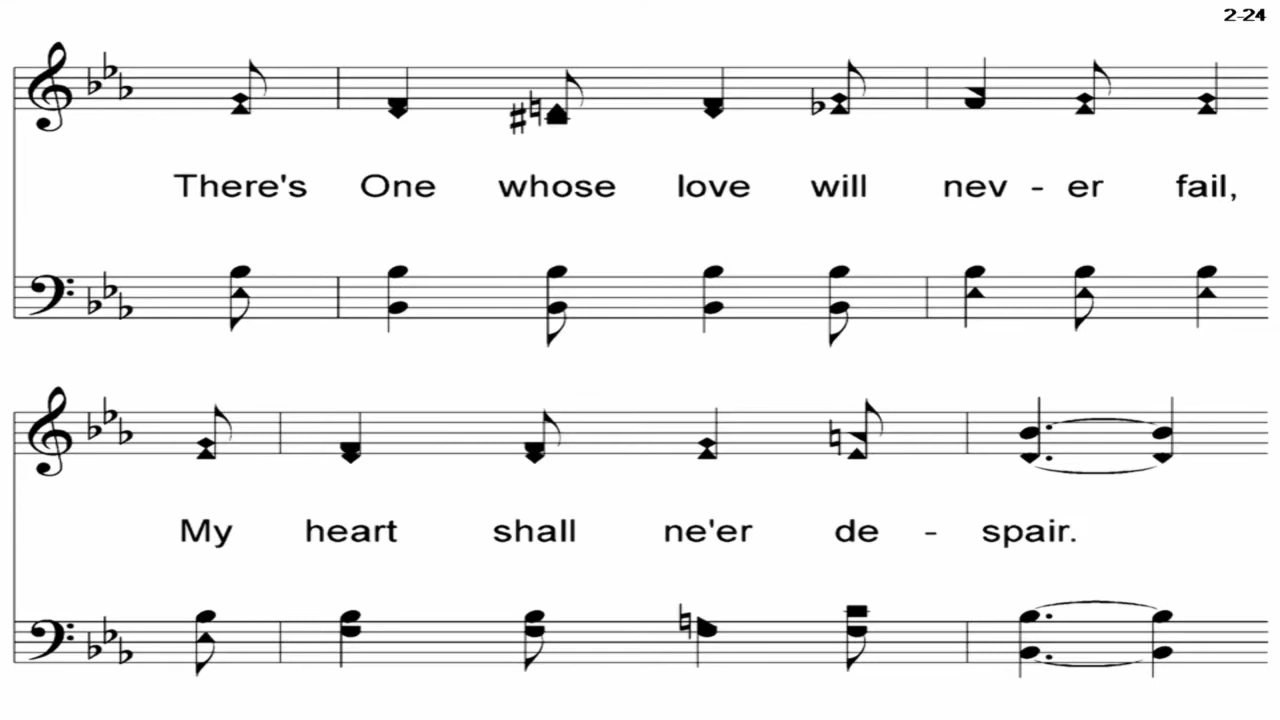 2-24
There's One whose love will nev - er fail,
My heart shall ne'er de - spair.